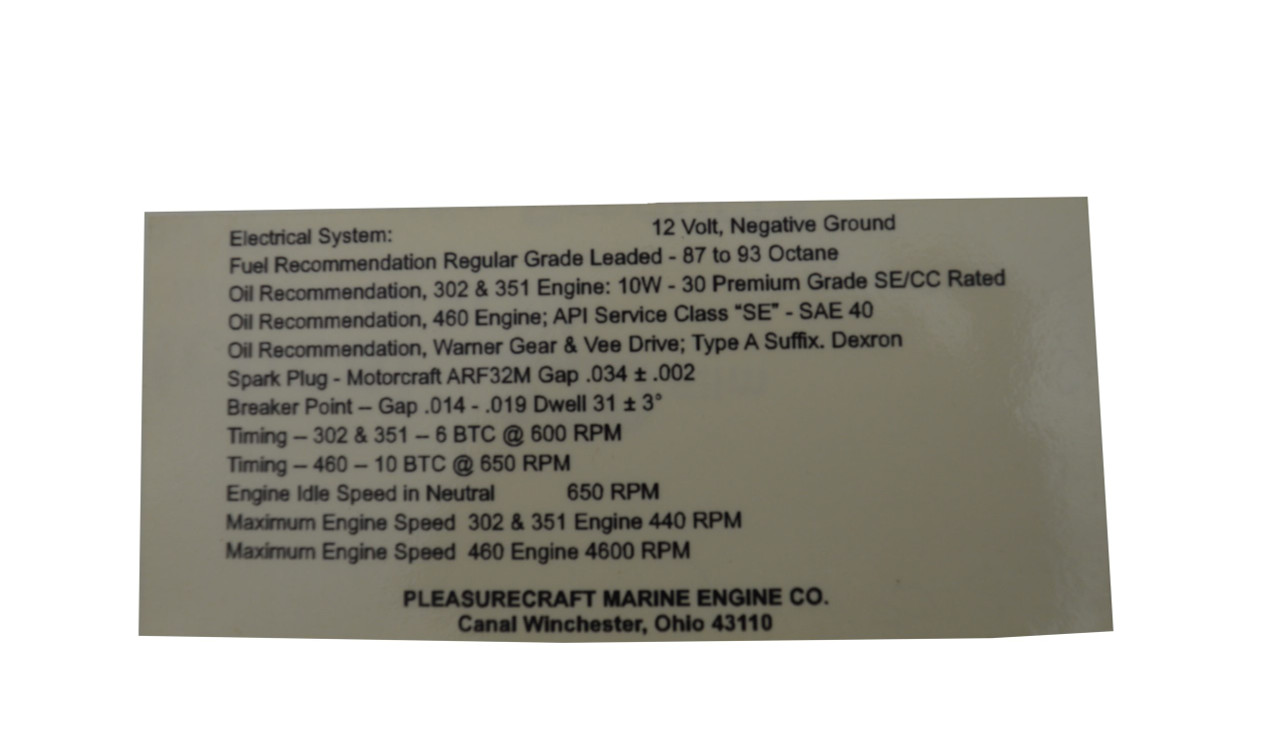 Electrical System: 12 Volt, Negative Ground
Fuel Recommendation Regular Grade Leaded - 87 to 93 Octane
Oil Recommendation, 302 & 351 Engine: 10W - 30 Premium Grade SE/CC Rated
Oil Recommendation, 460 Engine; API Service Class "SE" - SAE 40
Oil Recommendation, Warner Gear & Vee Drive; Type A Suffix. Dexron
Spark Plug - Motorcraft ARF32M Gap .034 ± .002
Breaker Point – Gap .014 - .019 Dwell 31 ± 3°
Timing – 302 & 351 – 6 BTC @ 600 RPM
Timing – 460 – 10 BTC @ 650 RPM
Engine Idle Speed in Neutral 650 RPM
Maximum Engine Speed 302 & 351 Engine 440 RPM
Maximum Engine Speed 460 Engine 4600 RPM
PLEASURECRAFT MARINE ENGINE CO.
Canal Winchester, Ohio 43110